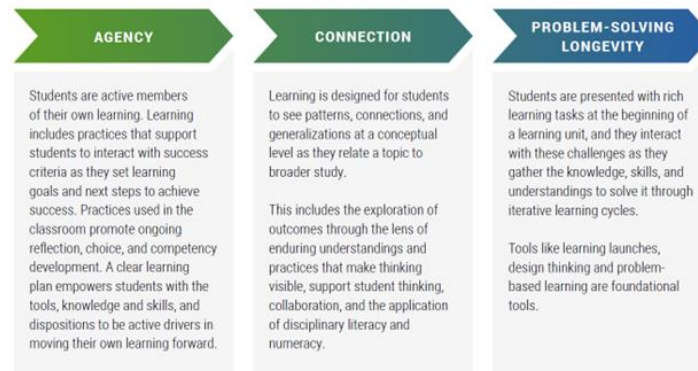 AGENCY
Students are active members
of their own learning. Learning
includes practices that support
students to interact with success
criteria as they set learning
goals and next steps to achieve
success. Practices used in the
classroom promote ongoing
reflection, choice, and competency
development. A clear learning
plan empowers students with the
tools, knowledge and skills, and
dispositions to be active drivers in
moving their own learning forward.
CONNECTION
Learning is designed for students
to see patterns, connections, and
generalizations at a conceptual
level as they relate a topic to
broader study.
This includes the exploration of
outcomes through the lens of
enduring understandings and
practices that make thinking
visible, support student thinking,
collaboration, and the application
of disciplinary literacy and
numeracy.
PROBLEM-SOLVING
LONGEVITY
Students are presented with rich
learning tasks at the beginning of
a learning unit, and they interact
with these challenges as they
gather the knowledge, skills, and
understandings to solve it through
iterative learning cycles.
Tools like learning launches,
design thinking and problem-
based learning are foundational
tools.